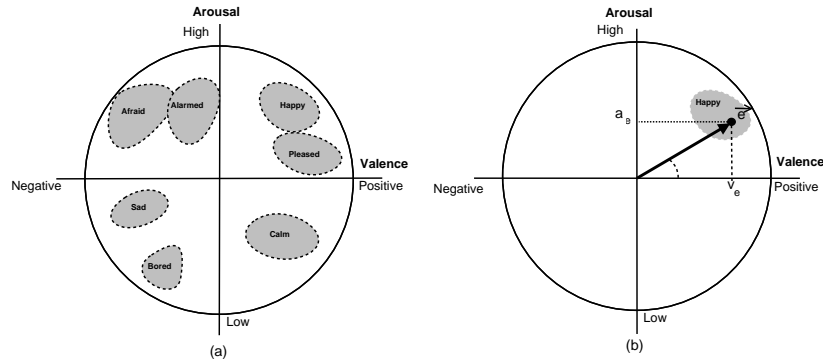 Arousal
High
Afraid
Alarmed
Happy
Pleased
Valence
Negative
Positive
Sad
Calm
Bored
Low
(a)
Arousal
High
Happy
e
a e
Valence
Negative
Positive
v e
Low
(b)